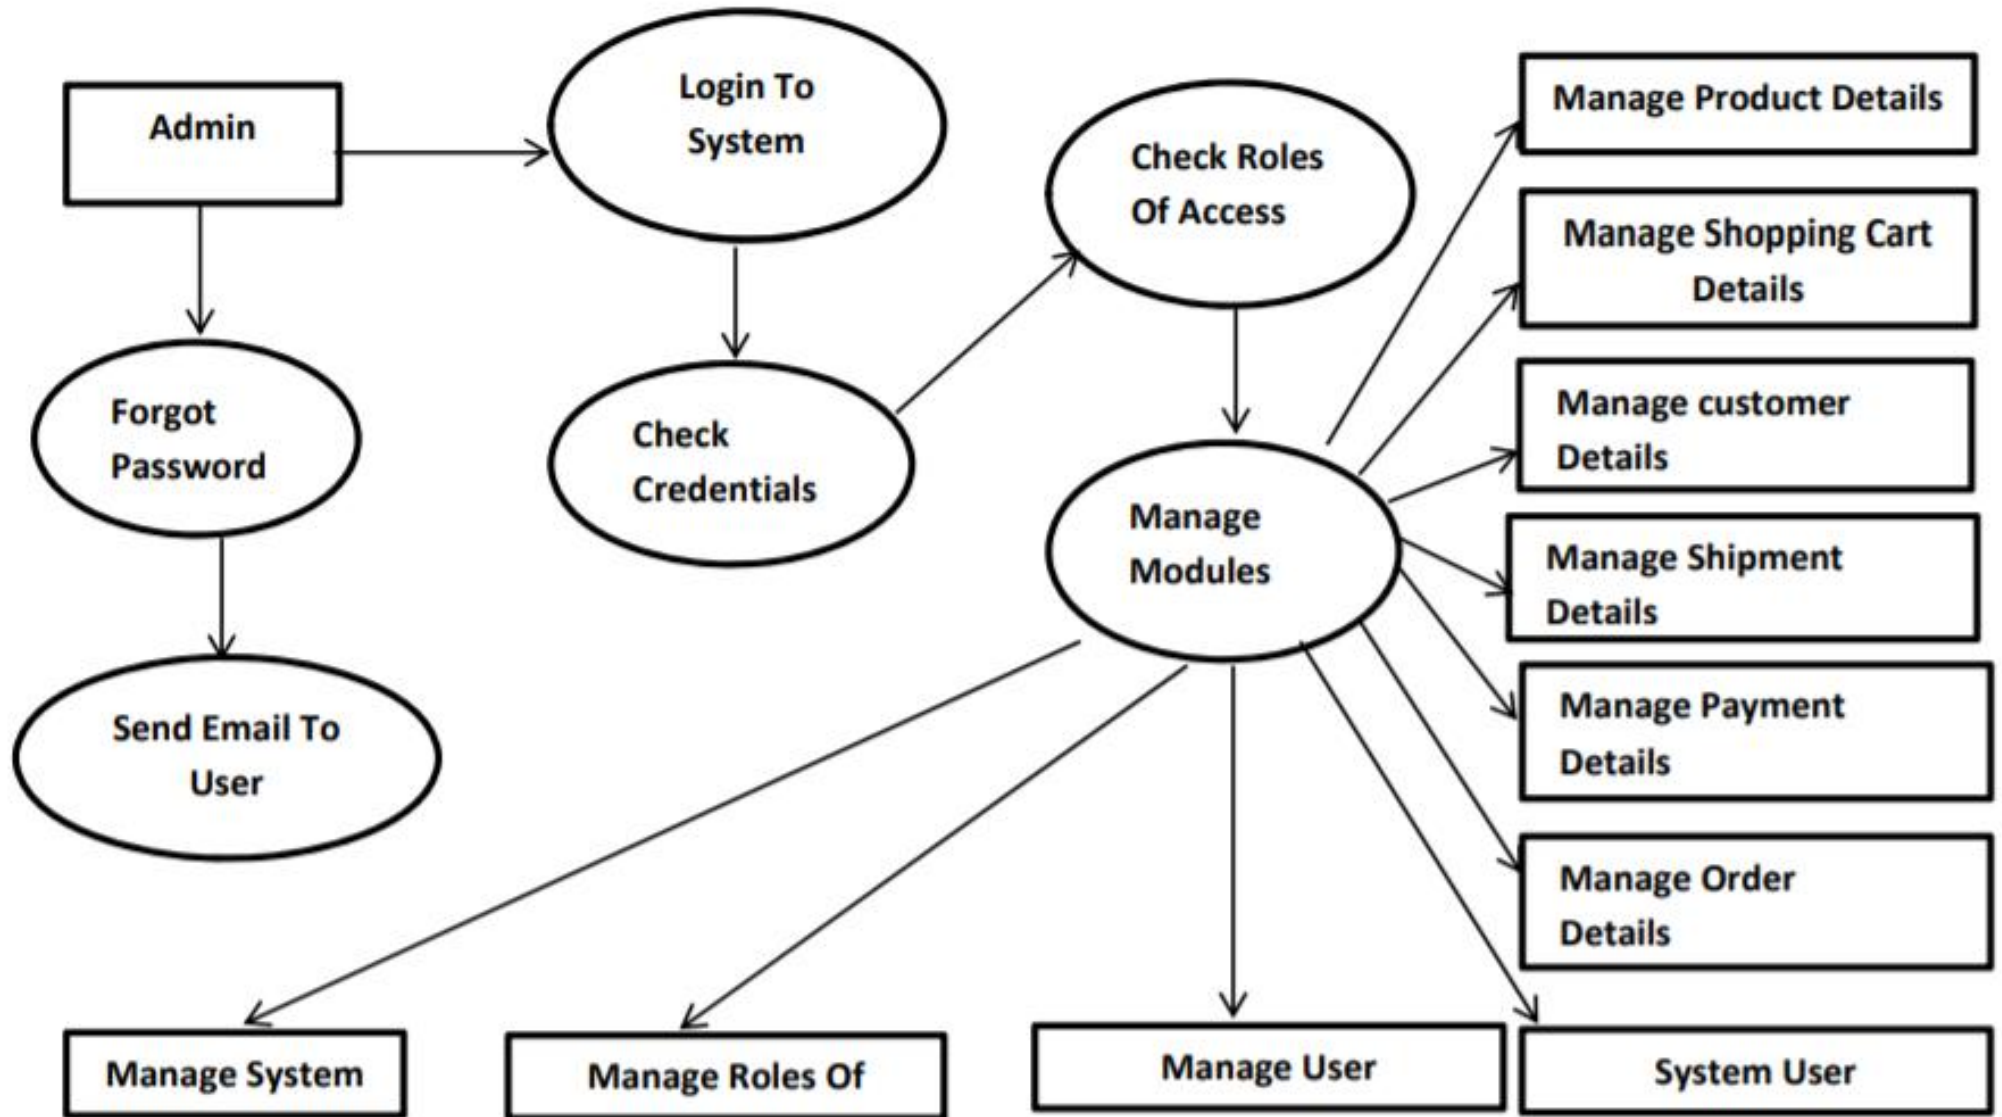 Admin
Login To
System
Check Roles
Of Access
Manage Product Details
Manage Shopping Cart
Details
Forgot
Password
Check
Credentials
Manage customer
Details
Manage
Modules
Manage Shipment
Details
Send Email To
User
Manage Payment
Details
Manage Order
Details
Manage System
Manage Roles Of
Manage User
System User